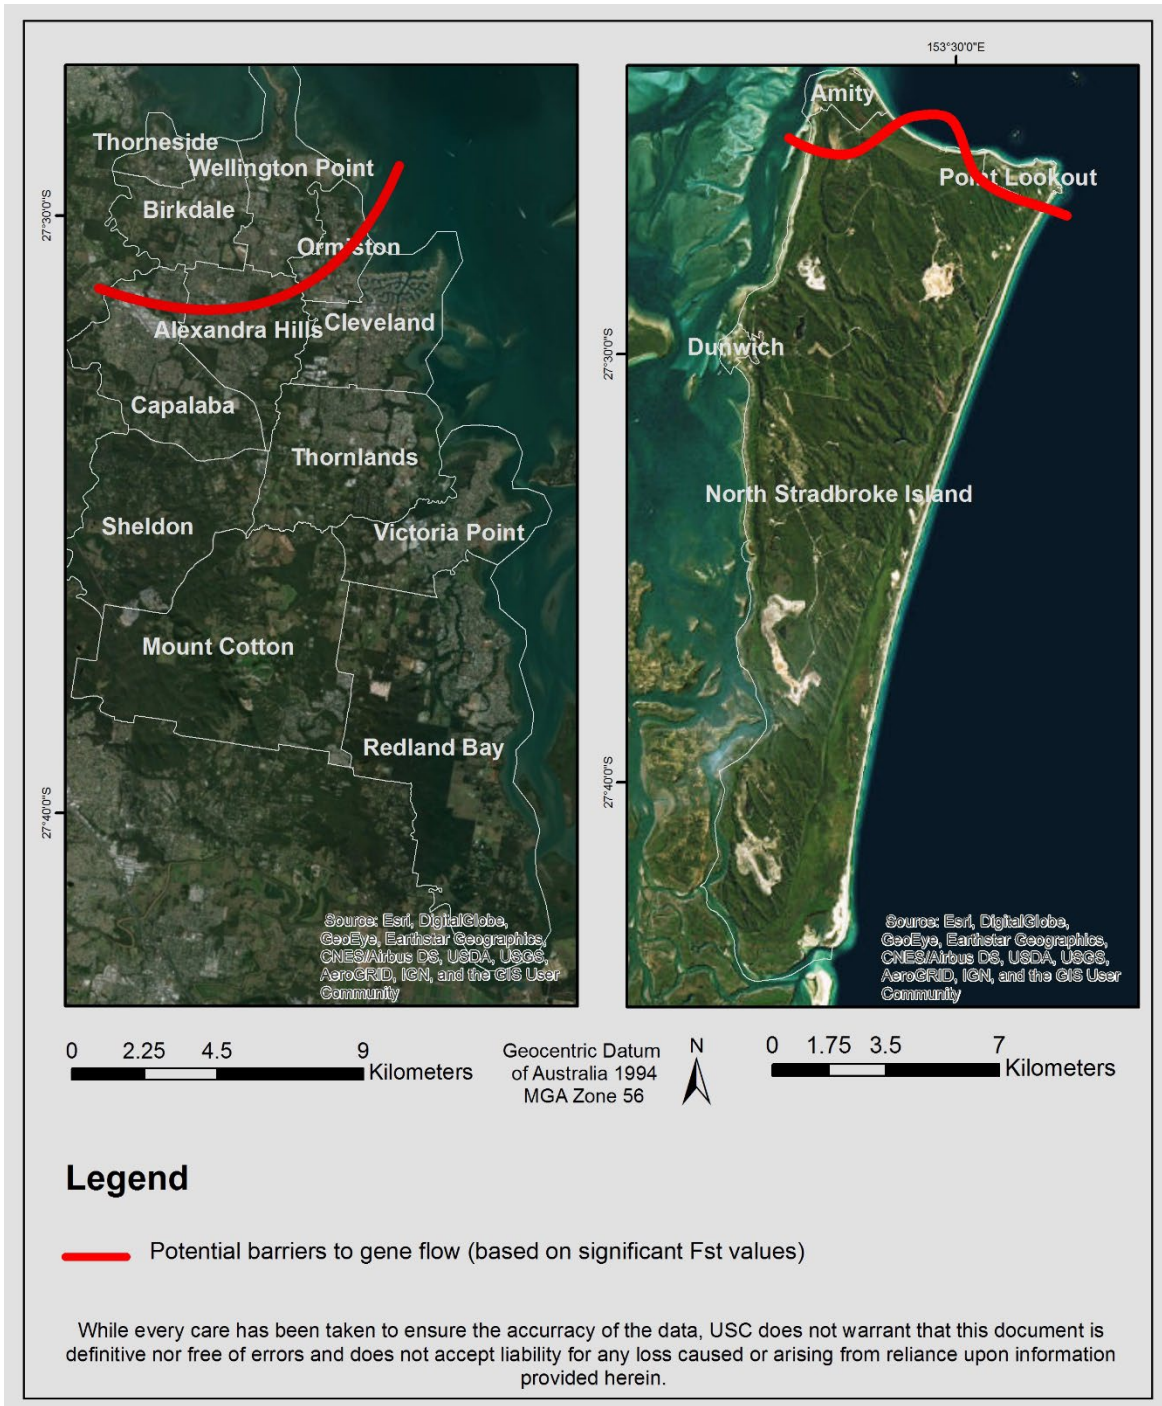 153°30'0"E
Thorneside
Wellington Point
Birkdale
Ormiston
Alexandra Hills
Cleveland
Capalaba
Thornlands
Sheldon
Victoria Point
Mount Cotton
Redland Bay
27°30'0"S
27°40'0"S
Source: Esri, DigitalGlobe,
GeoEye, Earthstar Geographics,
CNES/Airbus DS, USDA, USGS,
AeroGRID, IGN, and the GIS User
Community
Amity
Point Lookout
Dunwich
North Stradbroke Island
27°30'0"S
27°40'0"S
Source: Esri, DigitalGlobe,
GeoEye, Earthstar Geographics,
CNES/Airbus DS, USDA, USGS,
AeroGRID, IGN, and the GIS User
Community
0 2.25 4.5 9
Kilometers
Geocentric Datum
of Australia 1994
MGA Zone 56
N
0 1.75 3.5 7
Kilometers
Legend
Potential barriers to gene flow (based on significant Fst values)
While every care has been taken to ensure the accurracy of the data, USC does not warrant that this document is
definitive nor free of errors and does not accept liability for any loss caused or arising from reliance upon information
provided herein.